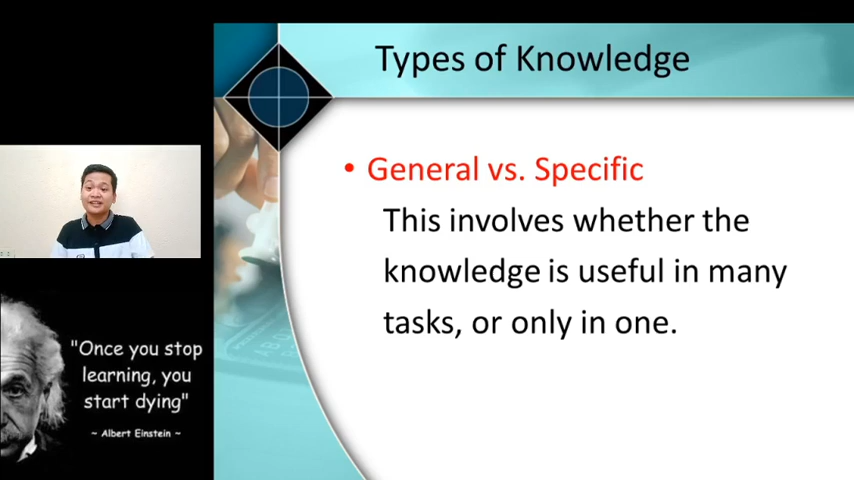 Types of Knowledge
• General vs. Specific
This involves whether the
knowledge is useful in many
tasks, or only in one.
"Once you stop
learning, you
start dying"
~ Albert Einstein ~